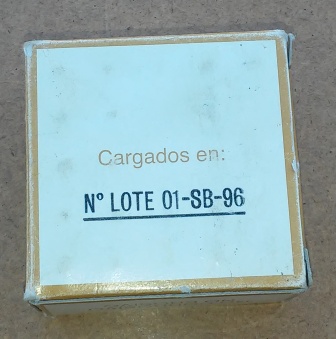 Cargados en:
Nº LOTE 01-SB-96